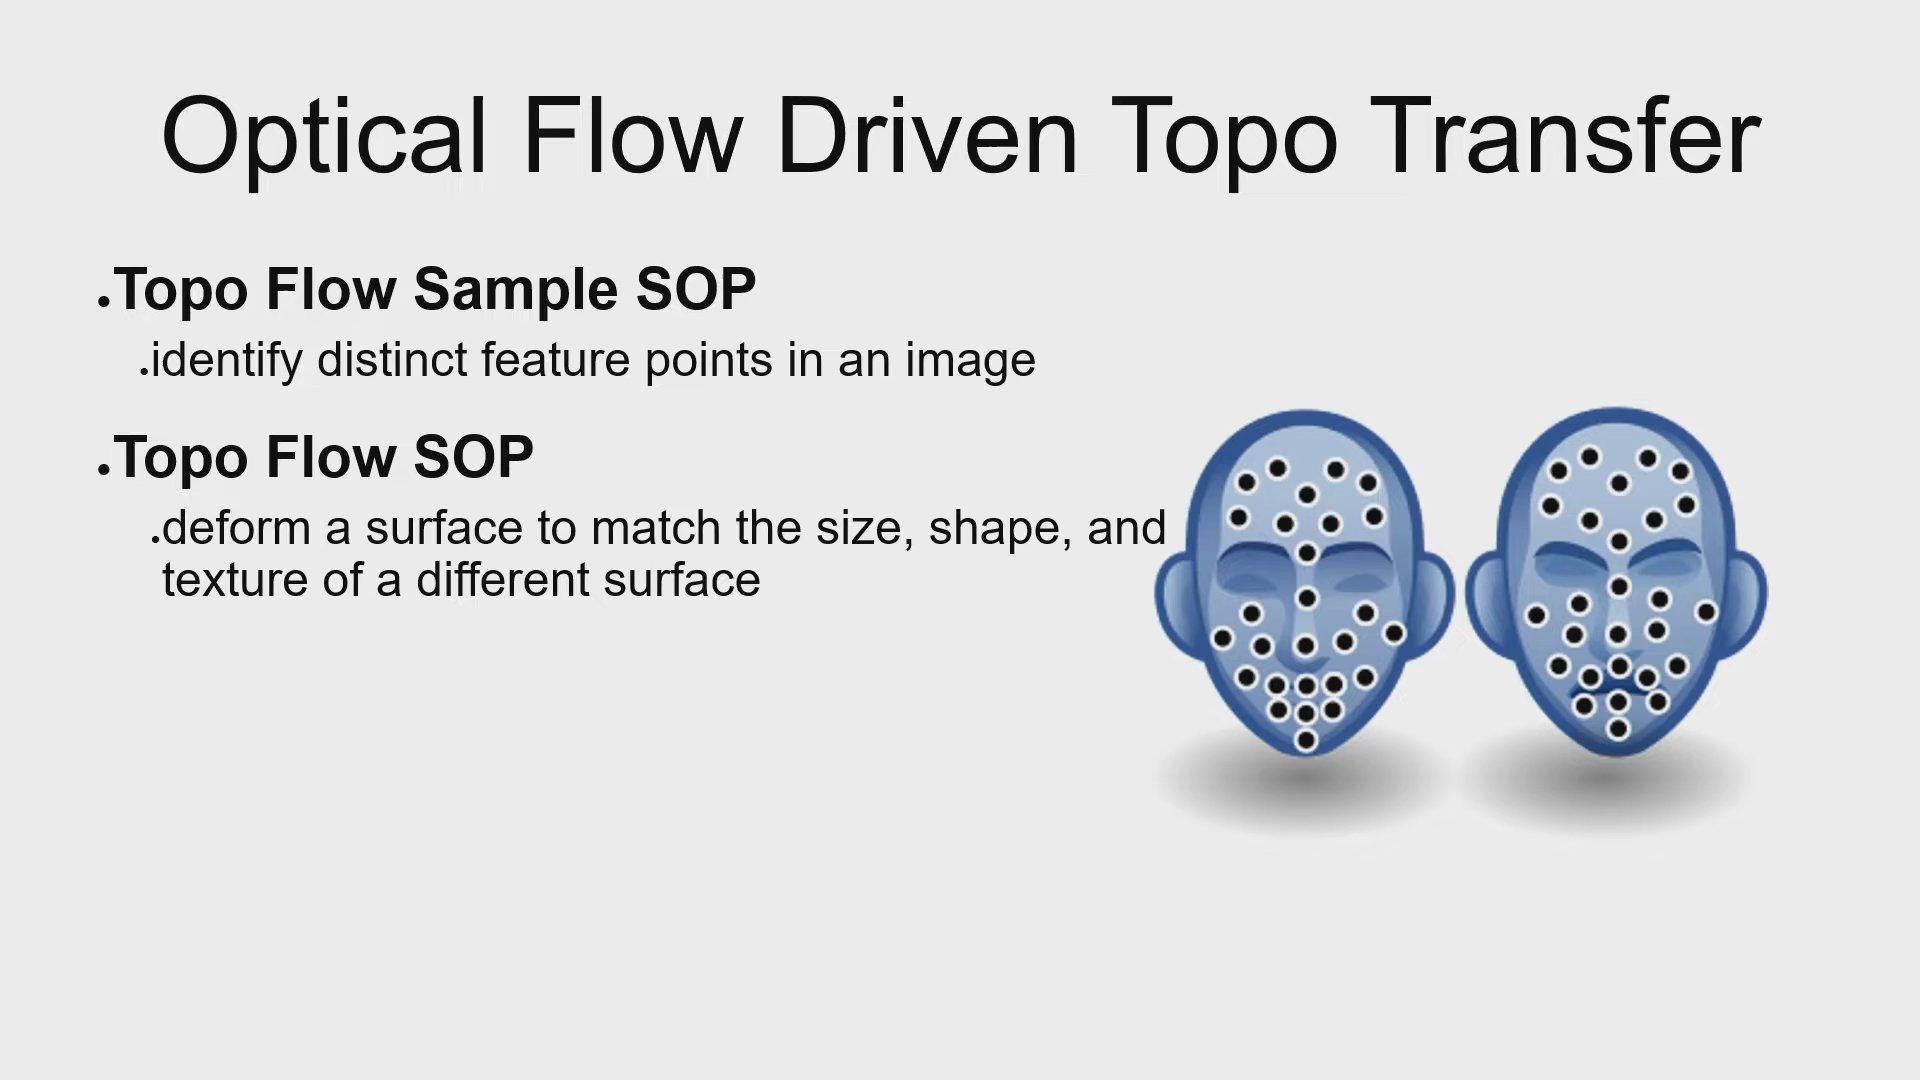 Optical Flow Driven Topo Transfer
•Topo Flow Sample SOP
•identify distinct feature points in an image
•Topo Flow SOP
•deform a surface to match the size, shape, and
texture of a different surface